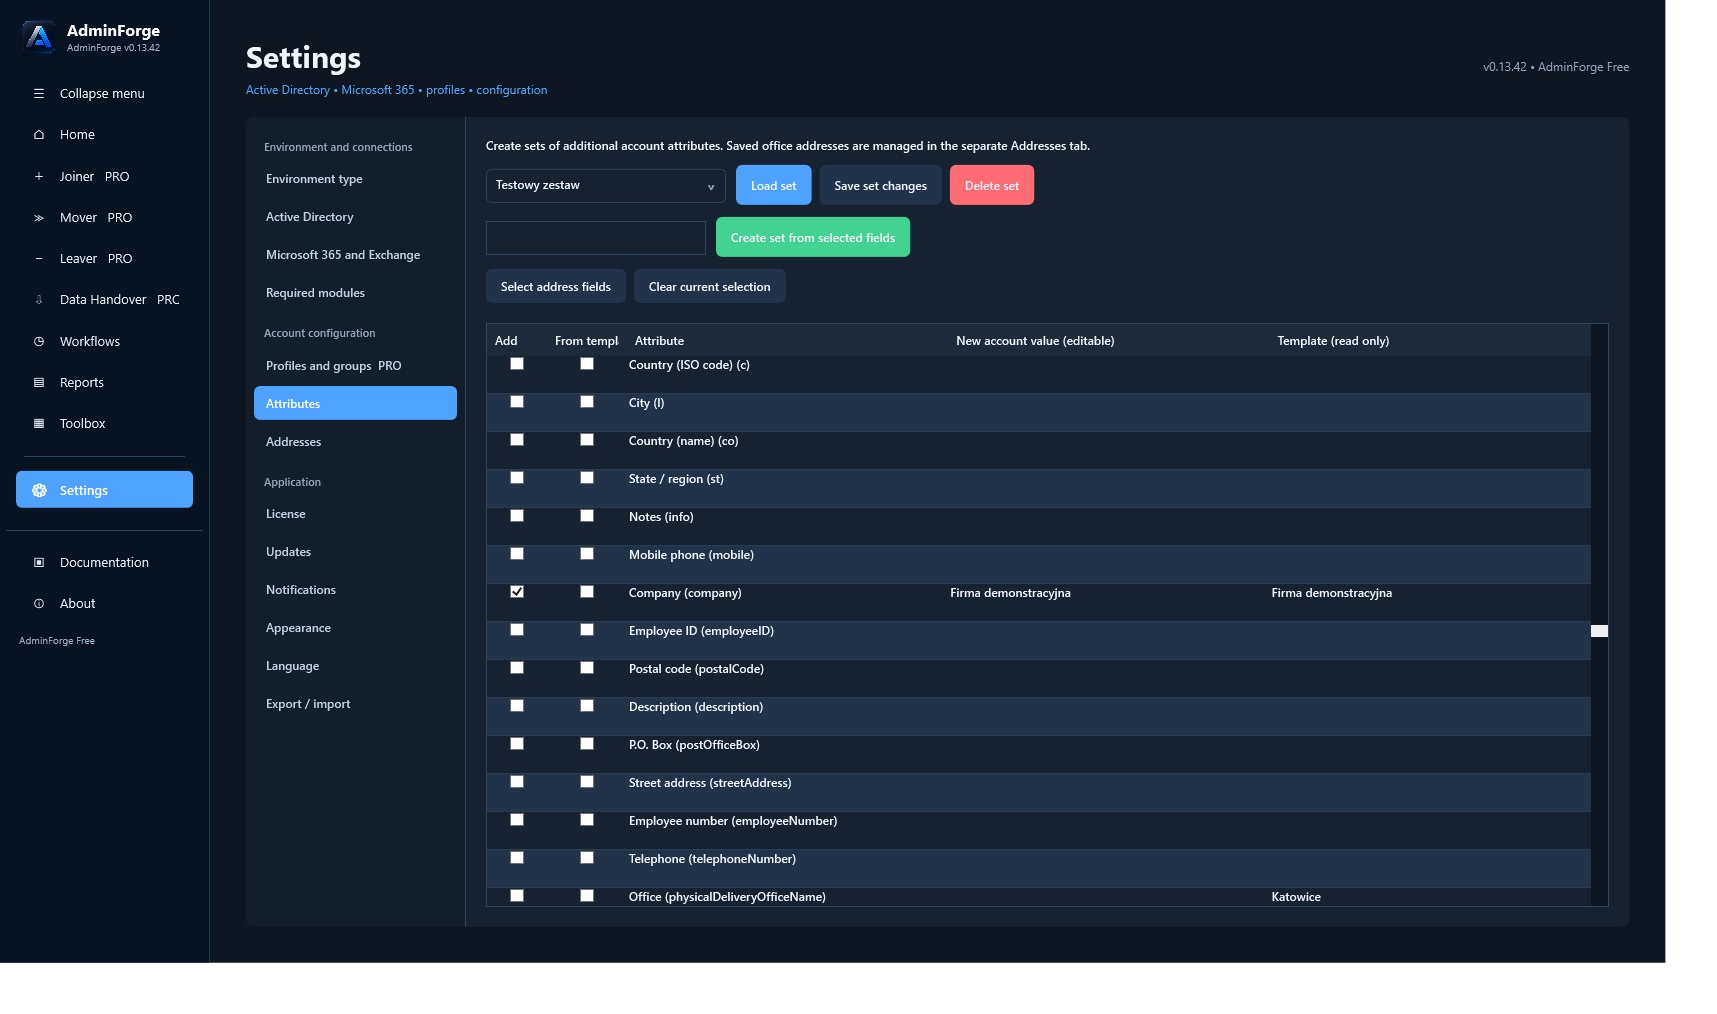 AdminForge
AdminForge v0.13.42
Collapse menu
Home
Joiner PRO
Mover PRO
Leaver PRO
Data Handover PRC
Workflows
Reports
Toolbox
Settings
Documentation
About
AdminForge Free
Settings
Active Directory • Microsoft 365 • profiles • configuration
v0.13.42 • AdminForge Free
Environment and connections
Environment type
Active Directory
Microsoft 365 and Exchange
Required modules
Account configuration
Profiles and groups PRO
Attributes
Addresses
Application
License
Updates
Notifications
Appearance
Language
Export / import
Create sets of additional account attributes. Saved office addresses are managed in the separate Addresses tab.
Testowy zestaw
Load set
Save set changes
Delete set
Create set from selected fields
Select address fields
Clear current selection
Add From templ Attribute New account value (editable) Template (read only)
Country (ISO code) (c)
City (l)
Country (name) (co)
State / region (st)
Notes (info)
Mobile phone (mobile)
Company (company) Firma demonstracyjna Firma demonstracyjna
Employee ID (employeeID)
Postal code (postalCode)
Description (description)
P.O. Box (postOfficeBox)
Street address (streetAddress)
Employee number (employeeNumber)
Telephone (telephoneNumber)
Office (physicalDeliveryOfficeName) Katowice